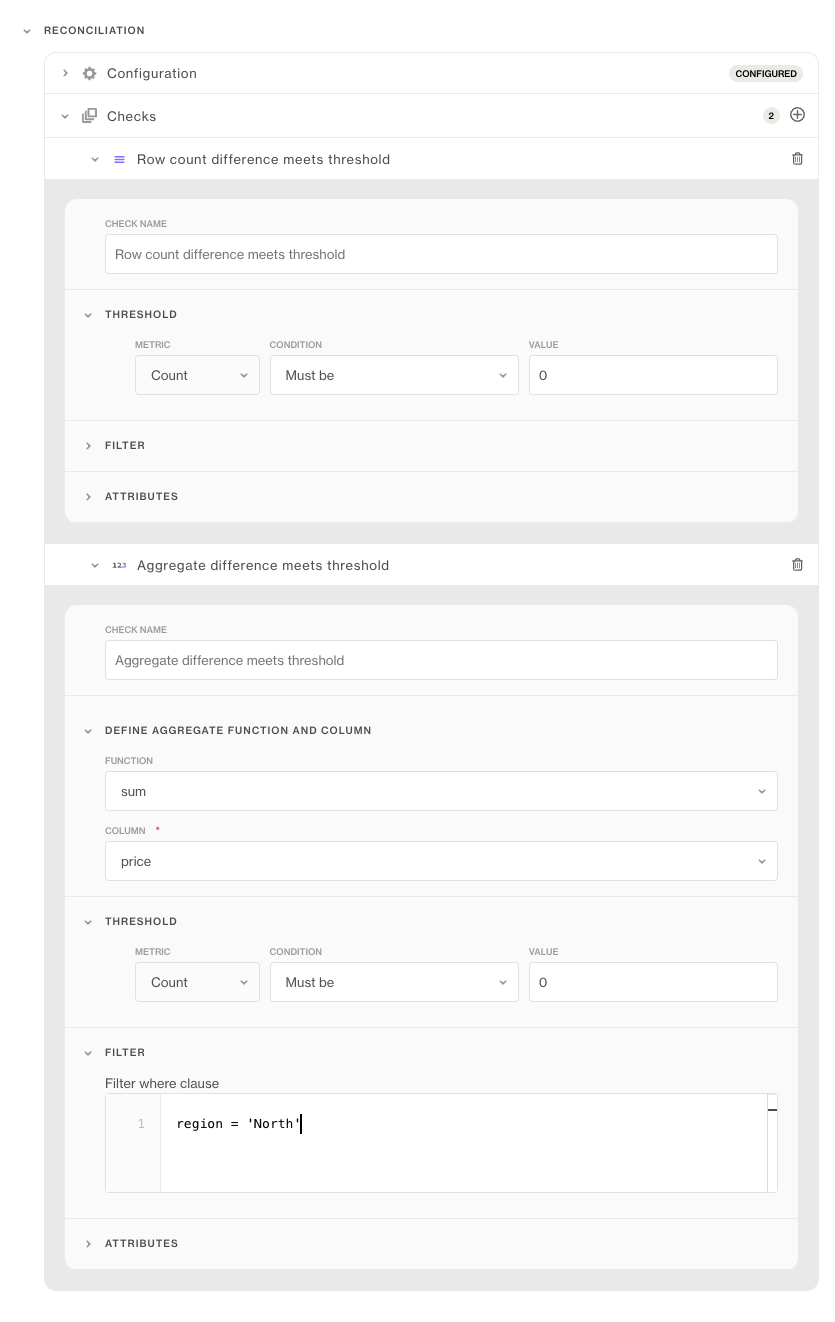 RECONCILIATION
Configuration CONFIGURED
Checks 2
Row count difference meets threshold
CHECK NAME
Row count difference meets threshold
THRESHOLD
METRIC CONDITION VALUE
Count Must be 0
FILTER
ATTRIBUTES
123 Aggregate difference meets threshold
CHECK NAME
Aggregate difference meets threshold
DEFINE AGGREGATE FUNCTION AND COLUMN
FUNCTION
sum
COLUMN *
price
THRESHOLD
METRIC CONDITION VALUE
Count Must be 0
FILTER
Filter where clause
1 region = 'North'
ATTRIBUTES